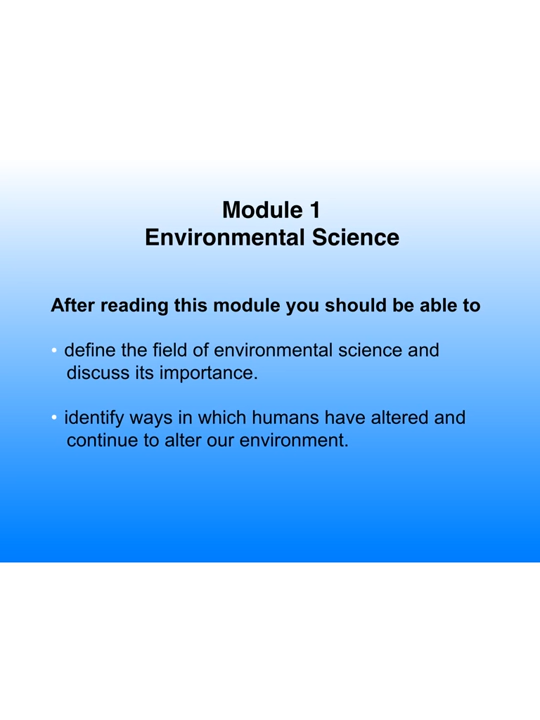 Module 1
Environmental Science
After reading this module you should be able to
• define the field of environmental science and
discuss its importance.
• identify ways in which humans have altered and
continue to alter our environment.